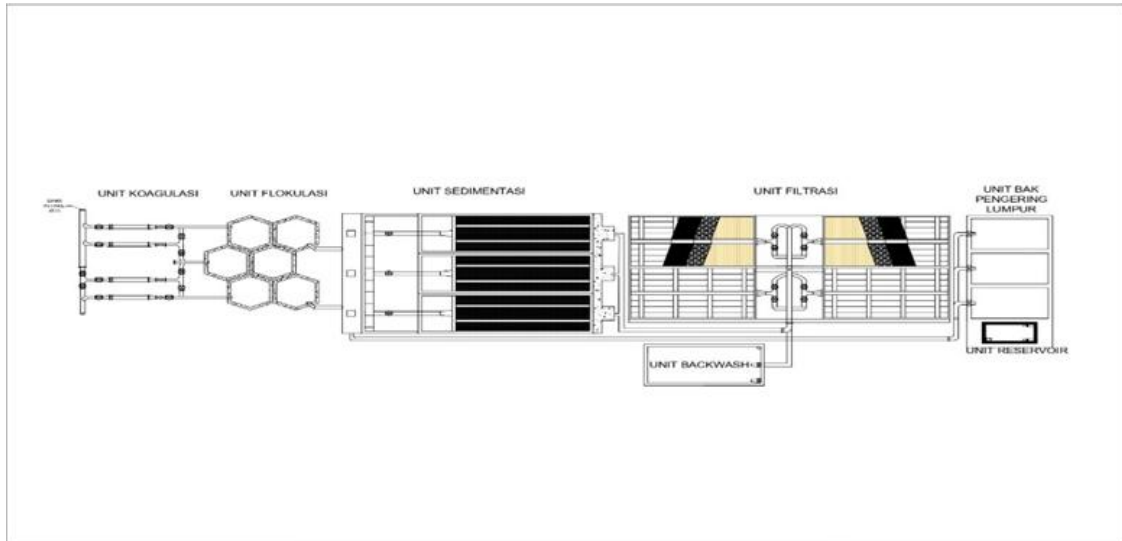 UNIT KOAGULASI
UNIT FLOKULASI
UNIT SEDIMENTASI
UNIT FILTRASI
UNIT BAK
PENGERING
LUMPUR
UNIT RESERVOIR
UNIT BACKWASH